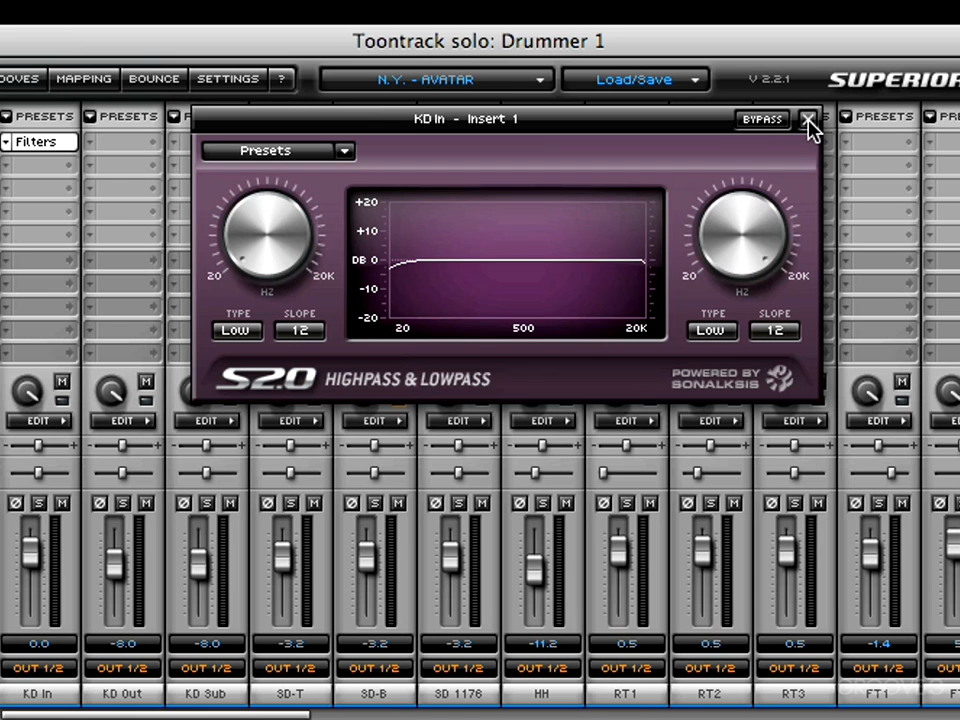 Toontrack solo: Drummer 1
OOVES MAPPING BOUNCE SETTINGS ? N.Y. - AVATAR Load/Save V 2.2.1 SUPERIOR
PRESETS PRESETS P S PRESETS PRE
KD In - Insert 1 BYPASS
Filters
Presets
+20
+10
DB 0
-10
-20
20 500 20K
20 20K
HZ
TYPE SLOPE
Low 12
20 20K
HZ
TYPE SLOPE
Low 12
S2.0 HIGHPASS & LOWPASS
POWERED BY
SONALKSIS
M M M
EDIT EDIT EDIT EDIT EDIT EDIT EDIT EDIT EDIT EDIT EDIT
S M S M S M S M S M S M S M S M S M S M S M
0.0 -8.0 -8.0 -3.2 -3.2 -3.2 -11.2 0.5 0.5 0.5 -1.4
OUT 1/2 OUT 1/2 OUT 1/2 OUT 1/2 OUT 1/2 OUT 1/2 OUT 1/2 OUT 1/2 OUT 1/2 OUT 1/2 OUT 1/2 OUT
KD In KD Out KD Sub SD-T SD-B SD 1176 HH RT1 RT2 RT3 FT1